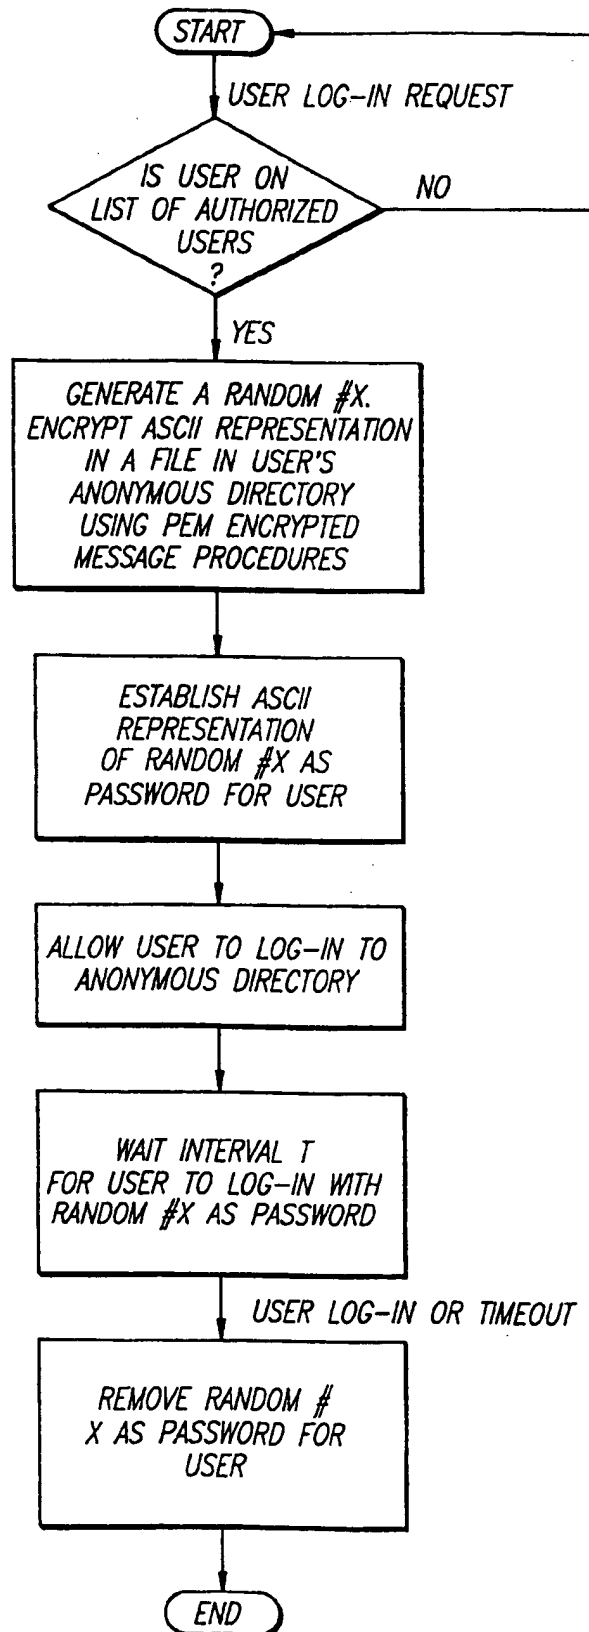 START
USER LOG-IN REQUEST
IS USER ON
LIST OF AUTHORIZED
USERS
?
NO
YES
GENERATE A RANDOM #X.
ENCRYPT ASCII REPRESENTATION
IN A FILE IN USER'S
ANONYMOUS DIRECTORY
USING PEM ENCRYPTED
MESSAGE PROCEDURES
ESTABLISH ASCII
REPRESENTATION
OF RANDOM #X AS
PASSWORD FOR USER
ALLOW USER TO LOG-IN TO
ANONYMOUS DIRECTORY
WAIT INTERVAL T
FOR USER TO LOG-IN WITH
RANDOM #X AS PASSWORD
USER LOG-IN OR TIMEOUT
REMOVE RANDOM #
X AS PASSWORD FOR
USER
END